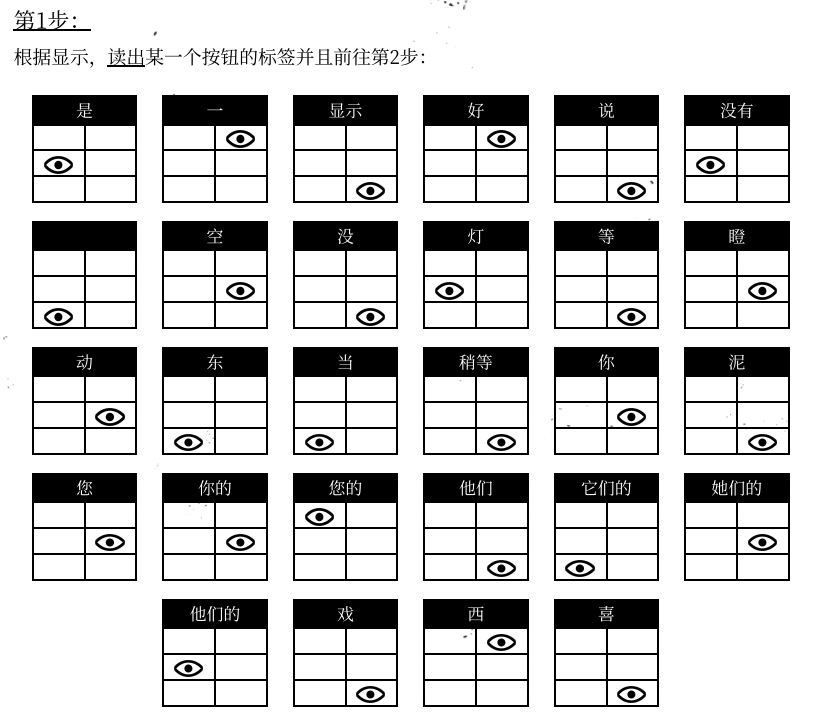 第1步：
根据显示，读出某一个按钮的标签并且前往第2步：
是 一 显示 好 说 没有
空 没 灯 等 瞪
动 东 当 稍等 你 泥
您 你的 您的 他们 它们的 她们的
他们的 戏 西 喜